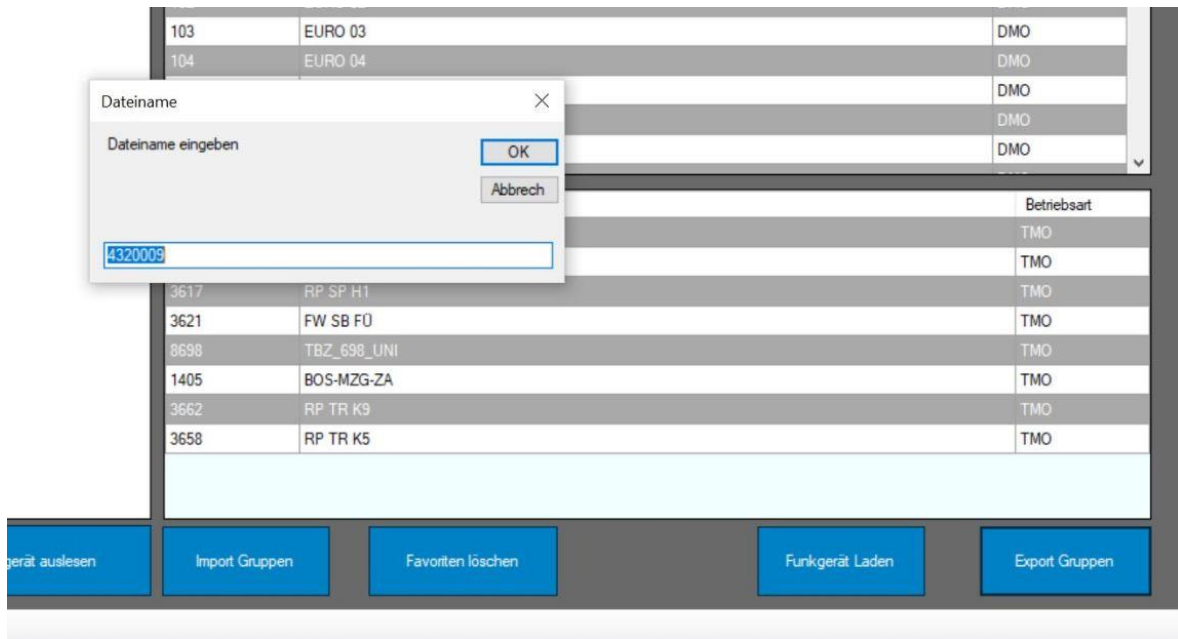 103 EURO 03 DMO
104 EURO 04 DMO
Dateiname
DMO
DMO
Dateiname eingeben
OK
DMO
Abbrech
Betriebsart
TMO
4320009
TMO
3617 RP SP H1 TMO
3621 FW SB FÜ TMO
8698 TBZ_698_UNI TMO
1405 BOS-MZG-ZA TMO
3662 RP TR K9 TMO
3658 RP TR K5 TMO
gerät auslesen Import Gruppen Favoriten löschen Funkgerät Laden Export Gruppen